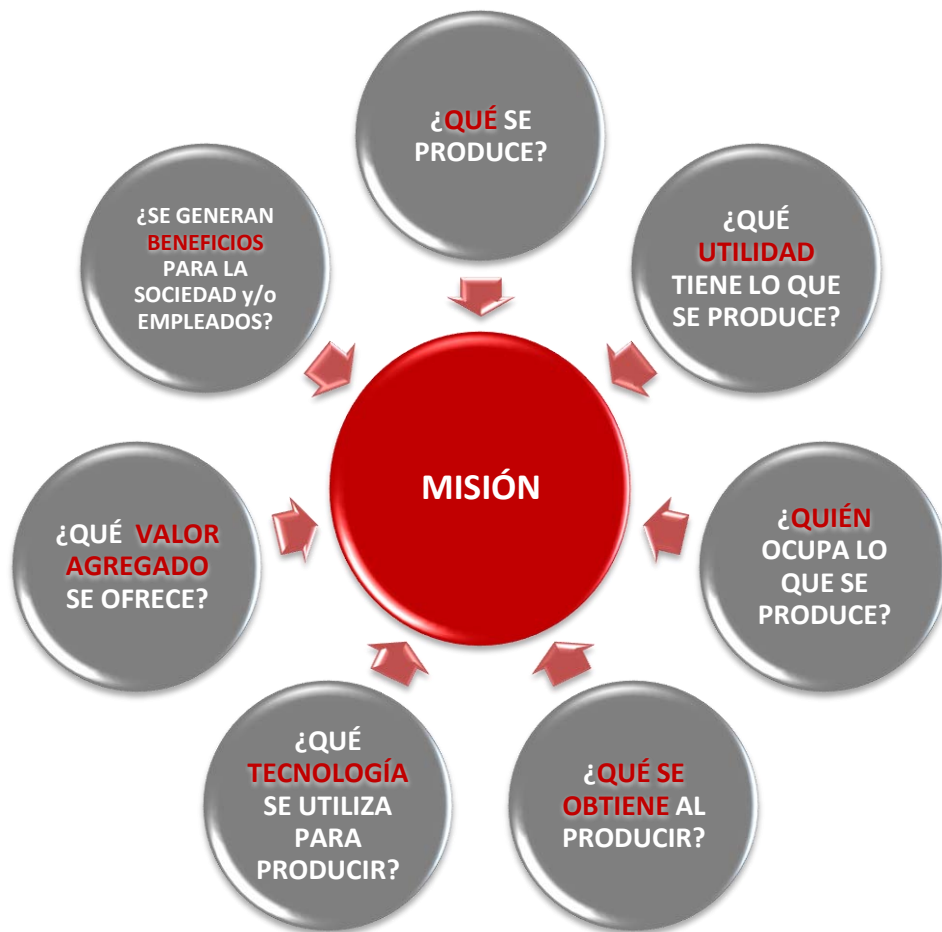 ¿QUÉ SE
PRODUCE?
¿QUÉ
UTILIDAD
TIENE LO QUE
SE PRODUCE?
¿QUIÉN
OCUPA LO
QUE SE
PRODUCE?
¿QUÉ SE
OBTIENE AL
PRODUCIR?
¿QUÉ
TECNOLOGÍA
SE UTILIZA
PARA
PRODUCIR?
¿QUÉ VALOR
AGREGADO
SE OFRECE?
¿SE GENERAN
BENEFICIOS
PARA LA
SOCIEDAD y/o
EMPLEADOS?
MISIÓN